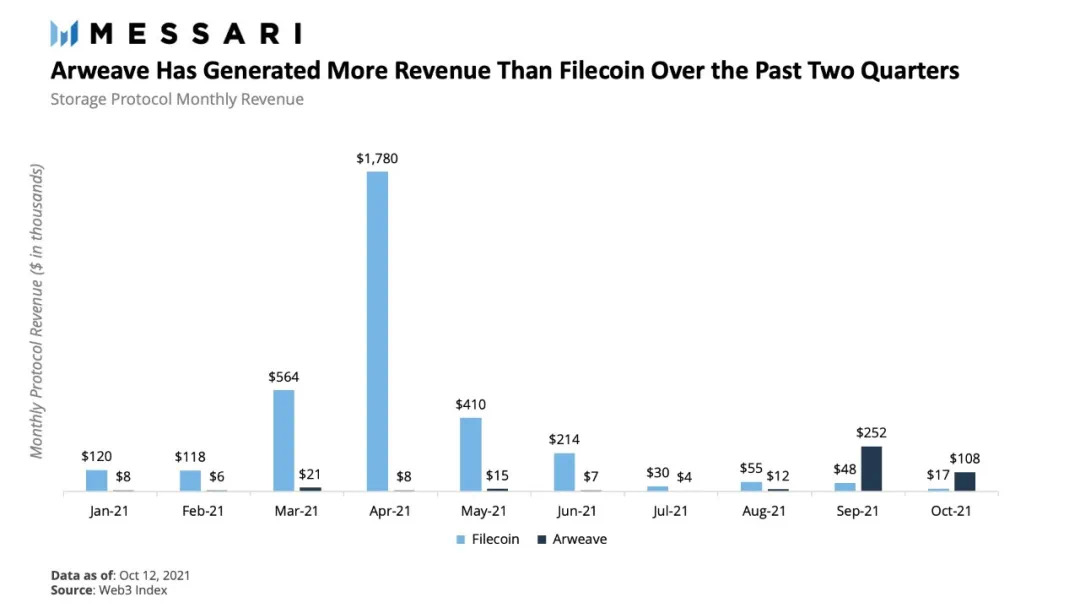 MESSARI
Arweave Has Generated More Revenue Than Filecoin Over the Past Two Quarters
Storage Protocol Monthly Revenue
Monthly Protocol Revenue ($ in thousands)
$120 $8 $118 $6 $564 $21 $1,780 $8 $410 $15 $214 $7 $30 $4 $55 $12 $48 $252 $17 $108
Jan-21 Feb-21 Mar-21 Apr-21 May-21 Jun-21 Jul-21 Aug-21 Sep-21 Oct-21
Filecoin Arweave
Data as of: Oct 12, 2021
Source: Web3 Index